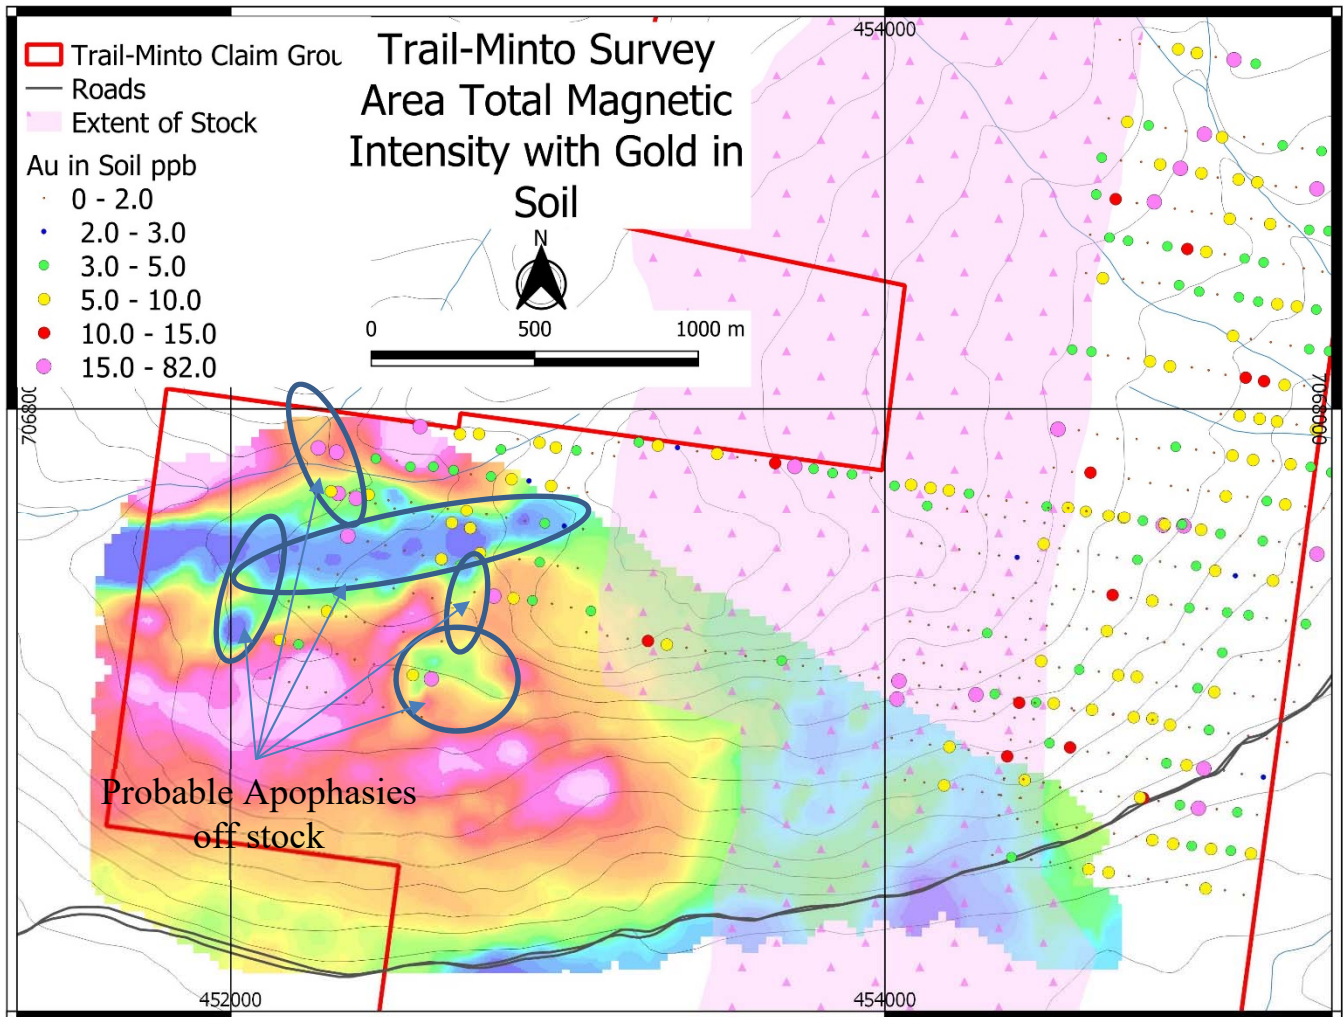 Trail-Minto Claim Grou
Roads
Extent of Stock
Au in Soil ppb
0 - 2.0
2.0 - 3.0
3.0 - 5.0
5.0 - 10.0
10.0 - 15.0
15.0 - 82.0
Trail-Minto Survey
Area Total Magnetic
Intensity with Gold in
Soil
N
0 500 1000 m
454000
706800
7068000
Probable Apophasies
off stock
452000
454000